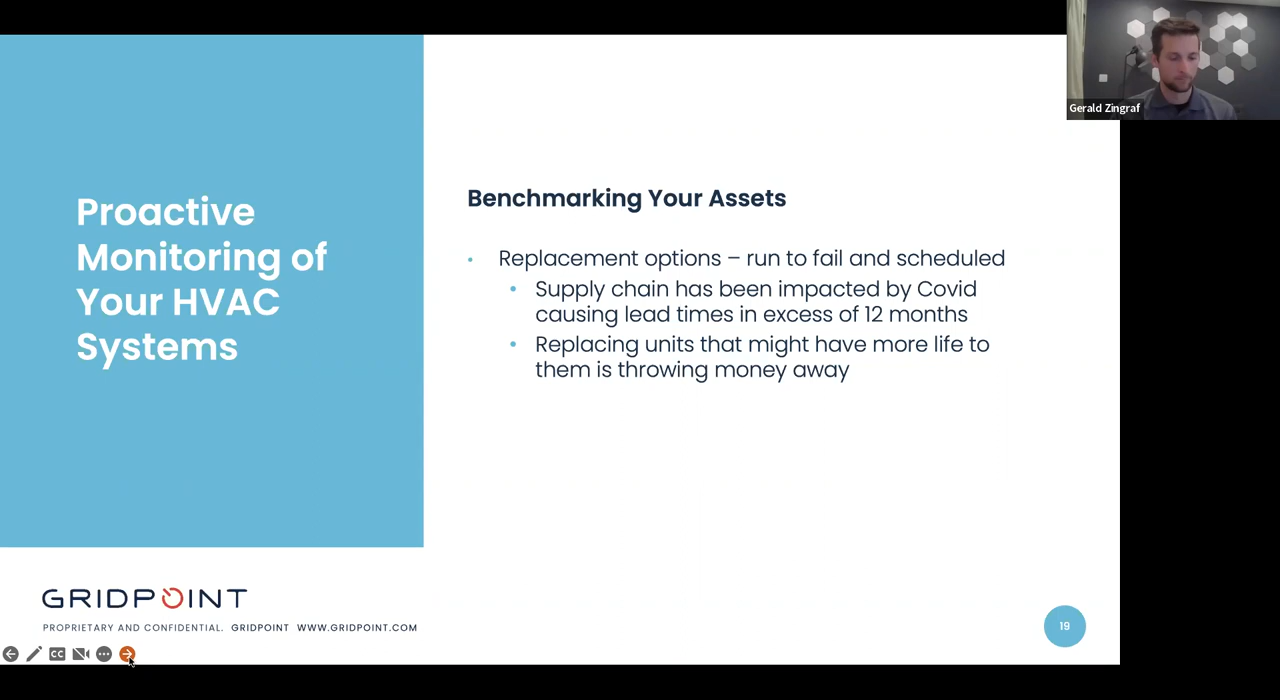 Gerald Zingraf
Proactive
Monitoring of
Your HVAC
Systems
Benchmarking Your Assets
• Replacement options – run to fail and scheduled
• Supply chain has been impacted by Covid
causing lead times in excess of 12 months
• Replacing units that might have more life to
them is throwing money away
GRIDPOINT
PROPRIETARY AND CONFIDENTIAL. GRIDPOINT WWW.GRIDPOINT.COM
19
CC